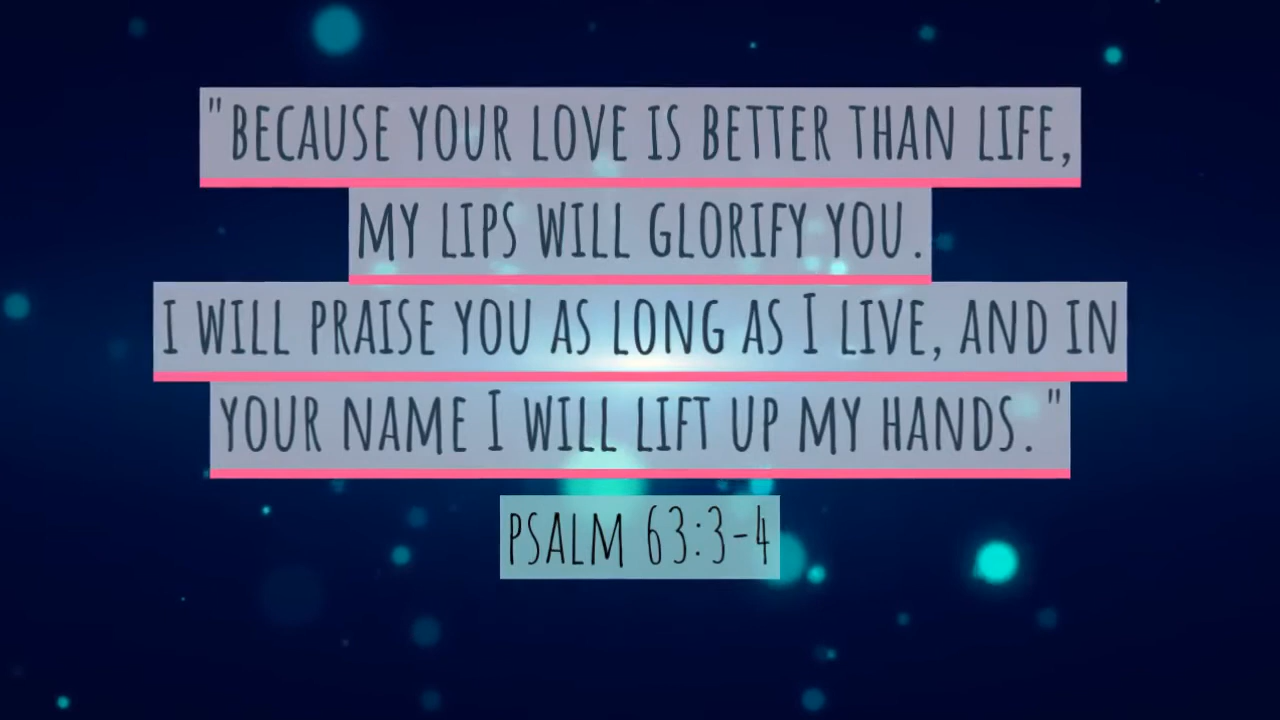 "BECAUSE YOUR LOVE IS BETTER THAN LIFE,
MY LIPS WILL GLORIFY YOU.
I WILL PRAISE YOU AS LONG AS I LIVE, AND IN
YOUR NAME I WILL LIFT UP MY HANDS."
PSALM 63:3-4